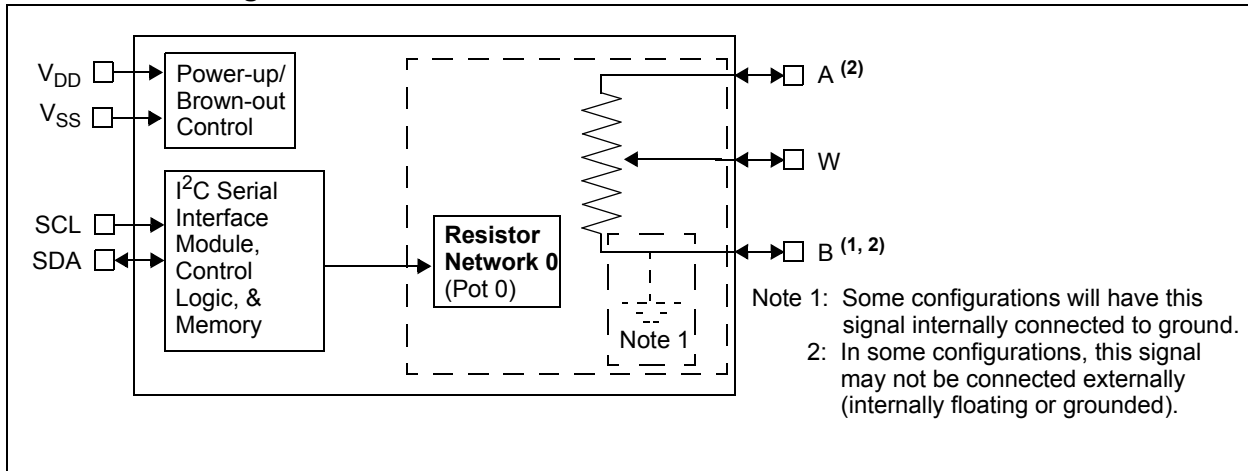 V_DD
V_SS
SCL
SDA
Power-up/
Brown-out
Control
I²C Serial
Interface
Module,
Control
Logic, &
Memory
Resistor
Network 0
(Pot 0)
Note 1
A (2)
W
B (1, 2)
Note 1: Some configurations will have this
signal internally connected to ground.
2: In some configurations, this signal
may not be connected externally
(internally floating or grounded).